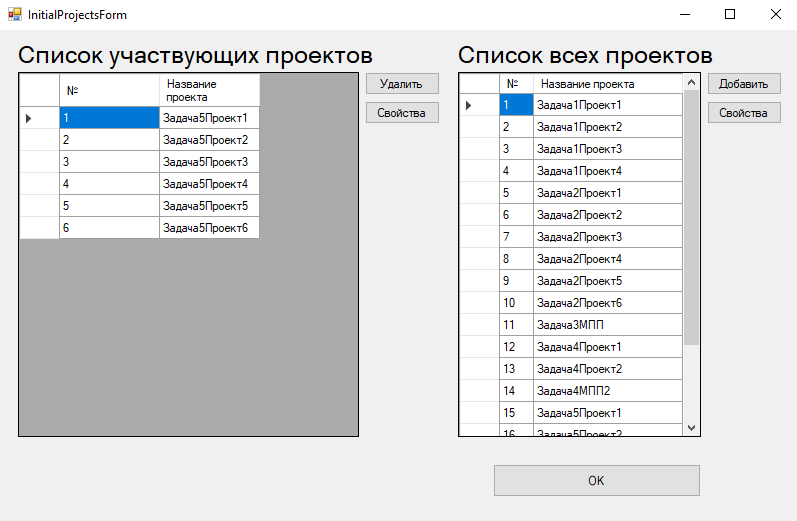 InitialProjectsForm
Список участвующих проектов
№ Название
проекта
1 Задача5Проект1
2 Задача5Проект2
3 Задача5Проект3
4 Задача5Проект4
5 Задача5Проект5
6 Задача5Проект6
Удалить
Свойства
Список всех проектов
№ Название проекта
1 Задача1Проект1
2 Задача1Проект2
3 Задача1Проект3
4 Задача1Проект4
5 Задача2Проект1
6 Задача2Проект2
7 Задача2Проект3
8 Задача2Проект4
9 Задача2Проект5
10 Задача2Проект6
11 Задача3МПП
12 Задача4Проект1
13 Задача4Проект2
14 Задача4МПП2
15 Задача5Проект1
16 Задача5Проект2
Добавить
Свойства
OK